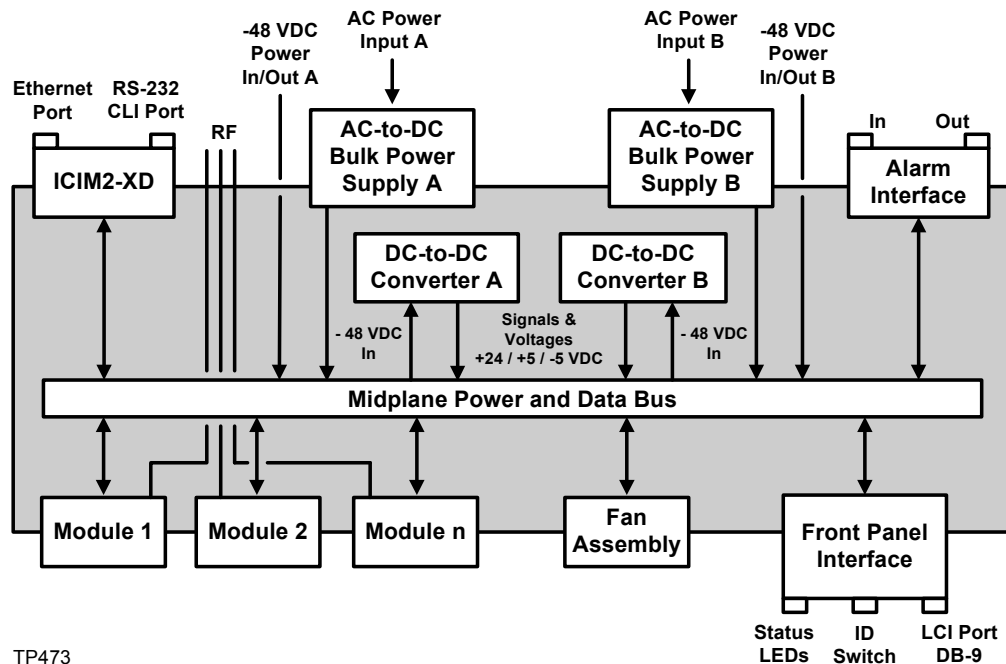 -48 VDC
Power
In/Out A
AC Power
Input A
AC Power
Input B
-48 VDC
Power
In/Out B
Ethernet
Port
RS-232
CLI Port
RF
In
Out
ICIM2-XD
AC-to-DC
Bulk Power
Supply A
AC-to-DC
Bulk Power
Supply B
Alarm
Interface
DC-to-DC
Converter A
DC-to-DC
Converter B
- 48 VDC
In
Signals &
Voltages
+24 / +5 / -5 VDC
- 48 VDC
In
Midplane Power and Data Bus
Module 1
Module 2
Module n
Fan
Assembly
Front Panel
Interface
Status
LEDs
ID
Switch
LCI Port
DB-9
TP473